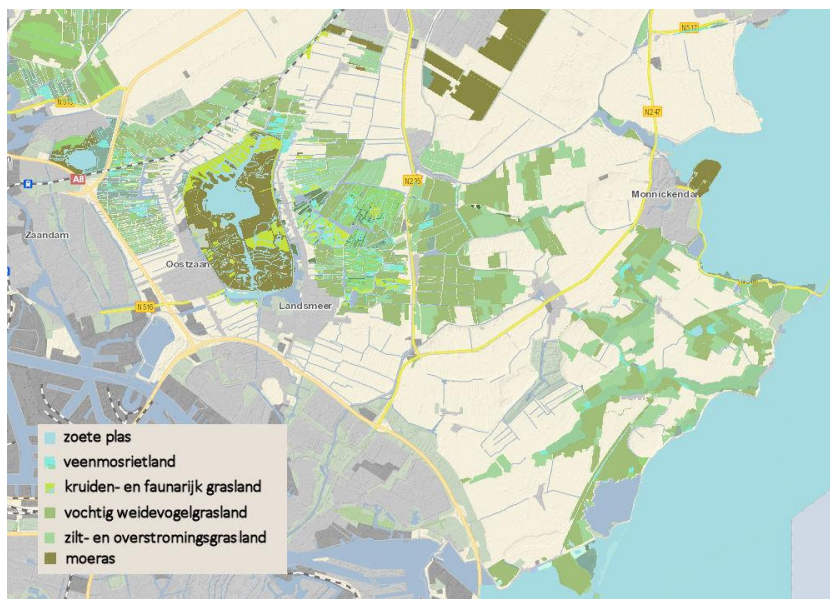 N517
N515
N247
A8
N235
Monnickendam
Zaandam
Oostzaan
N516
Landsmeer
zoete plas
veenmosrietland
kruiden- en faunarijk grasland
vochtig weidevogelgrasland
zilt- en overstromingsgrasland
moeras